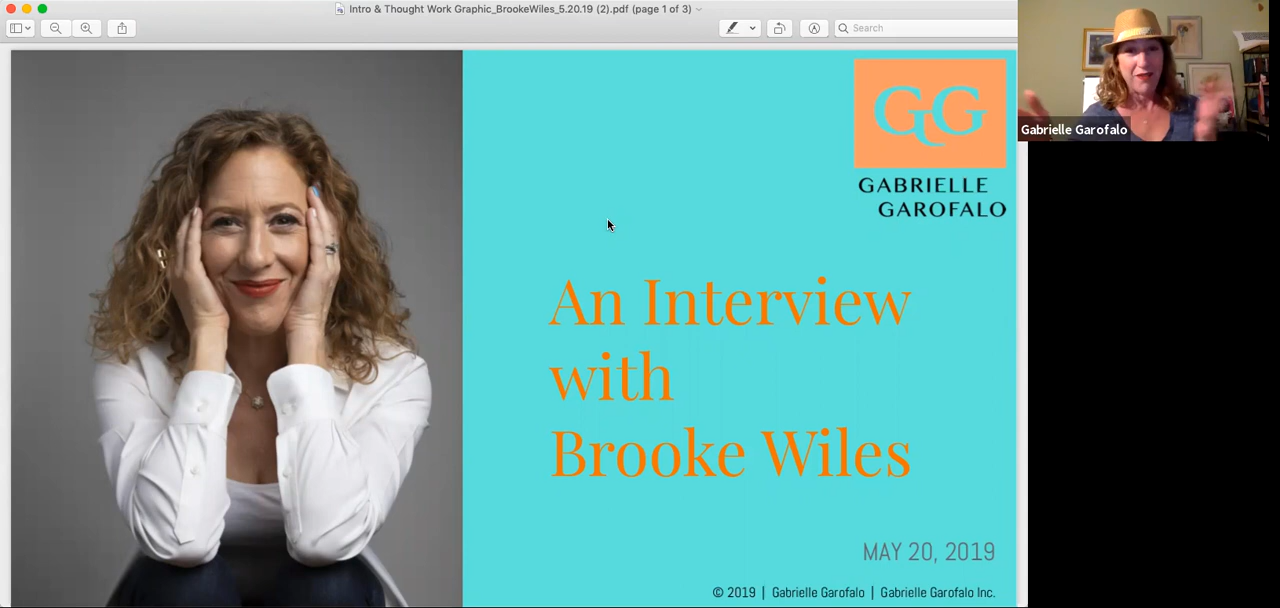 Intro & Thought Work Graphic_BrookeWiles_5.20.19 (2).pdf (page 1 of 3)
Search
GG
GABRIELLE
GAROFALO
Gabrielle Garofalo
An Interview
with
Brooke Wiles
MAY 20, 2019
© 2019 | Gabrielle Garofalo | Gabrielle Garofalo Inc.